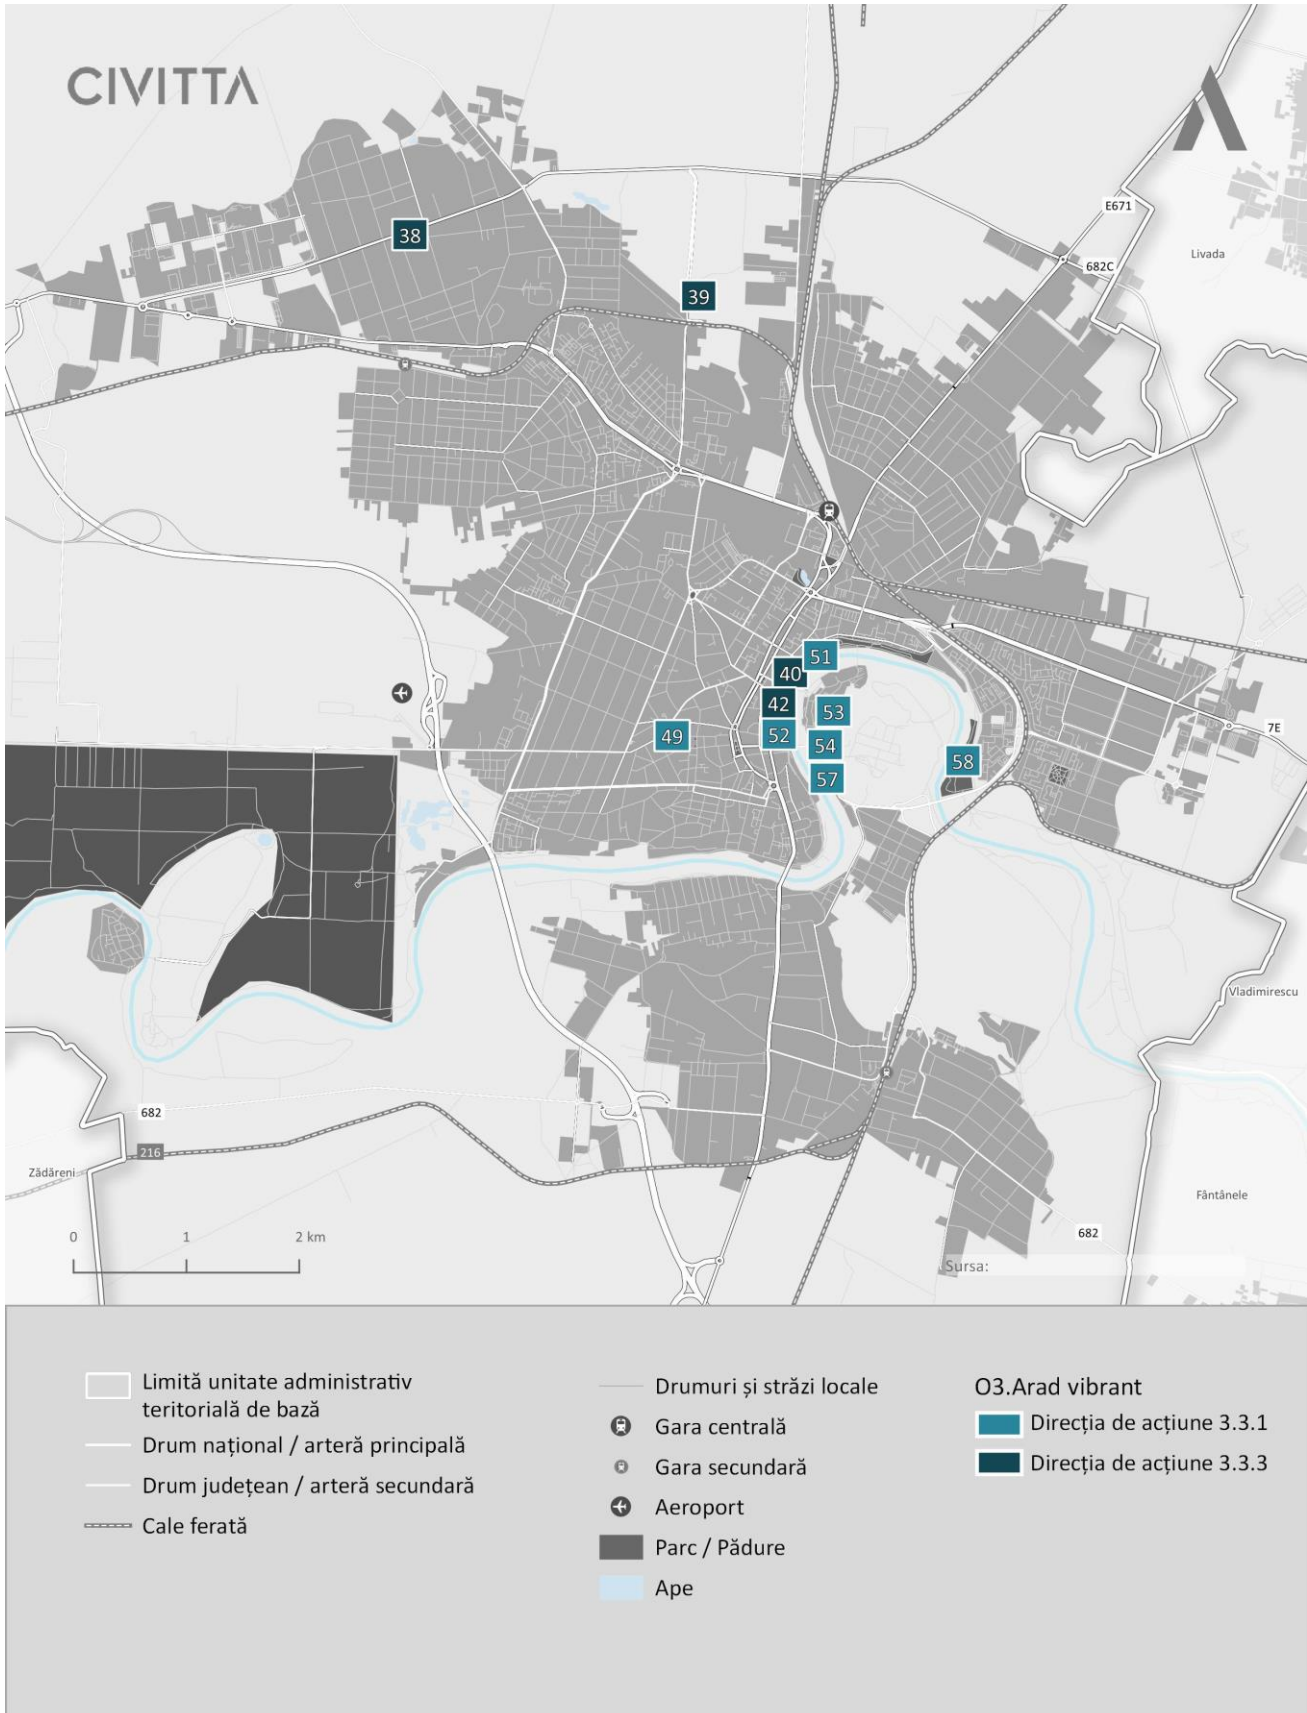 CIVITTA
E671
Livada
682C
38
39
51
40
42
53
49
52
54
58
57
7E
Vladimirescu
682
216
Zădăreni
Fântânele
682
0 1 2 km
Sursa:
Limită unitate administrativ
teritorială de bază
Drum național / arteră principală
Drum județean / arteră secundară
Cale ferată
Drumuri și străzi locale
Gara centrală
Gara secundară
Aeroport
Parc / Pădure
Ape
O3.Arad vibrant
Direcția de acțiune 3.3.1
Direcția de acțiune 3.3.3